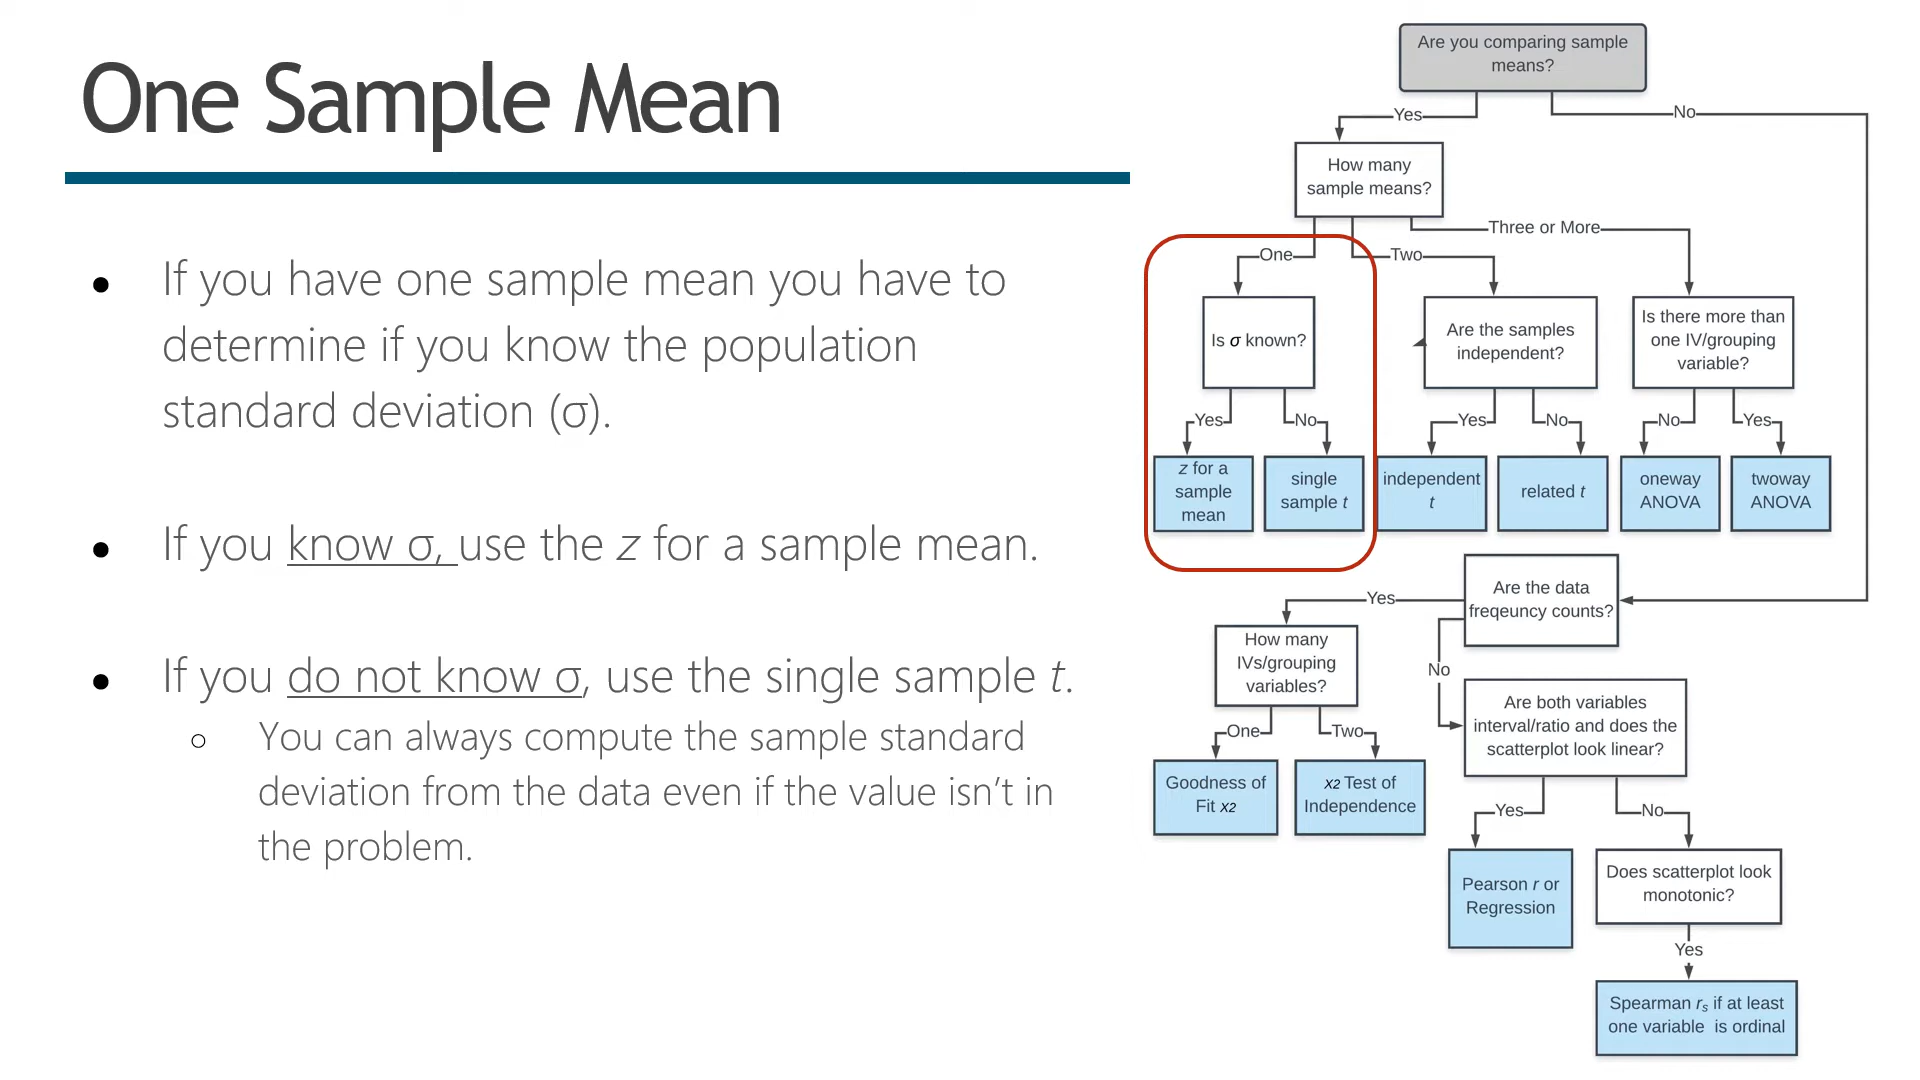 One Sample Mean
● If you have one sample mean you have to
determine if you know the population
standard deviation (σ).
● If you know σ, use the z for a sample mean.
● If you do not know σ, use the single sample t.
○ You can always compute the sample standard
deviation from the data even if the value isn’t in
the problem.
Are you comparing sample
means?
Yes
No
How many
sample means?
Three or More
One
Two
Is σ known?
Are the samples
independent?
Is there more than
one IV/grouping
variable?
Yes
No
Yes
No
No
Yes
z for a
sample
mean
single
sample t
independent
t
related t
oneway
ANOVA
twoway
ANOVA
Are the data
freqeuncy counts?
Yes
No
How many
IVs/grouping
variables?
One
Two
Goodness of
Fit x2
x2 Test of
Independence
Are both variables
interval/ratio and does the
scatterplot look linear?
Yes
No
Pearson r or
Regression
Does scatterplot look
monotonic?
Yes
Spearman rs if at least
one variable is ordinal